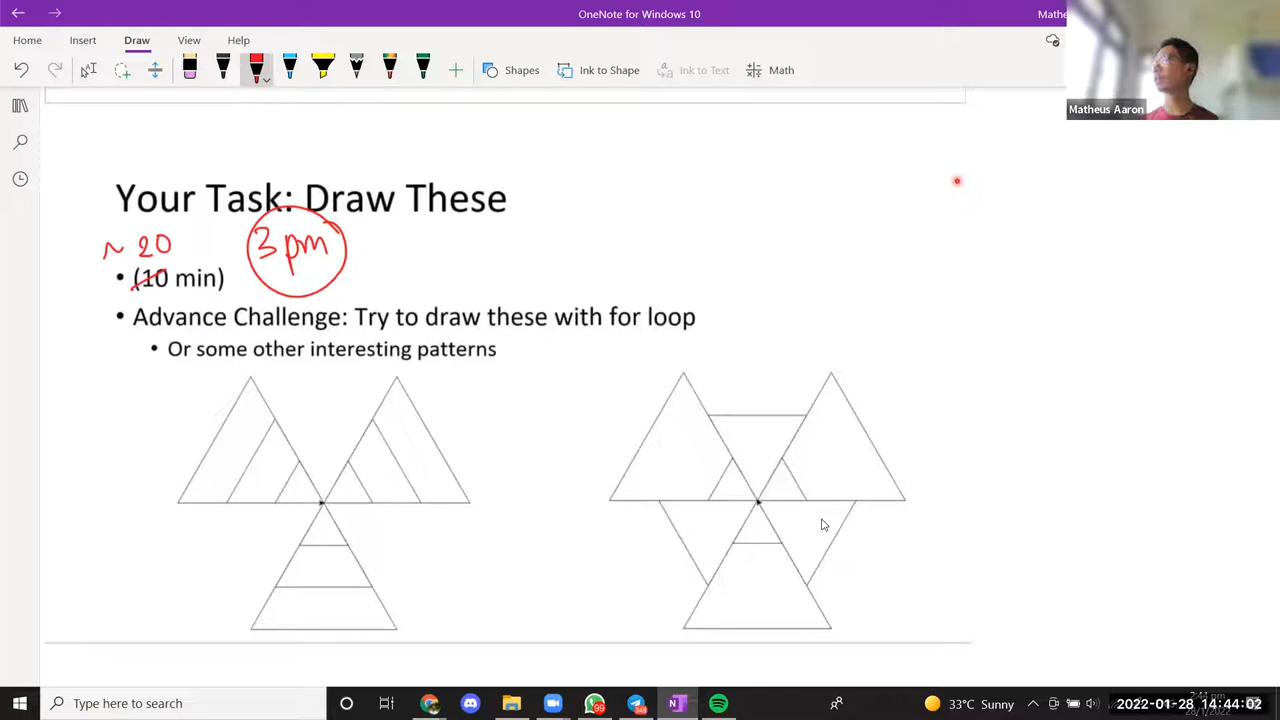 OneNote for Windows 10
Mathe
Home Insert Draw View Help
Shapes Ink to Shape Ink to Text Math
Matheus Aaron
Your Task: Draw These
~ 20 3pm
• (10 min)
• Advance Challenge: Try to draw these with for loop
• Or some other interesting patterns
Type here to search
99
33°C Sunny
2022-01-28 14:44:02